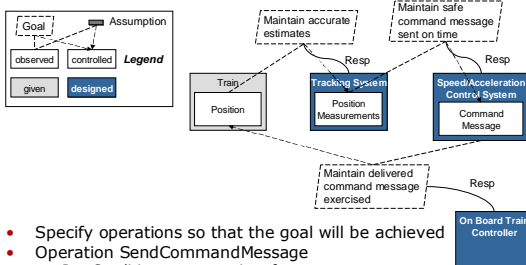 Goal
Assumption
observed
controlled
Legend
given
designed
Maintain accurate
estimates
Maintain safe
command message
sent on time
Resp
Resp
Train
Position
Tracking System
Position
Measurements
Speed/Acceleration
Control System
Command
Message
Maintain delivered
command message
exercised
Resp
On Board Train
Controller
• Specify operations so that the goal will be achieved
• Operation SendCommandMessage